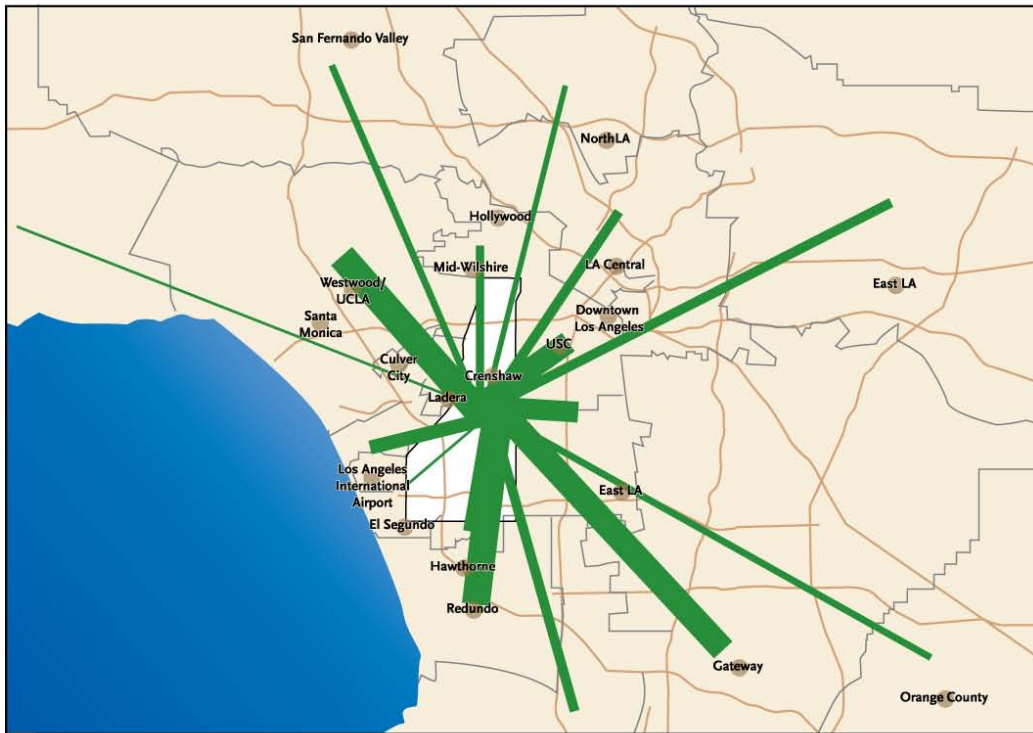 San Fernando Valley
NorthLA
Hollywood
Mid-Wilshire
LA Central
Westwood/
UCLA
East LA
Santa
Monica
Downtown
Los Angeles
USC
Culver
City
Crenshaw
Ladera
Los Angeles
International
Airport
East LA
El Segundo
Hawthorne
Redundo
Gateway
Orange County